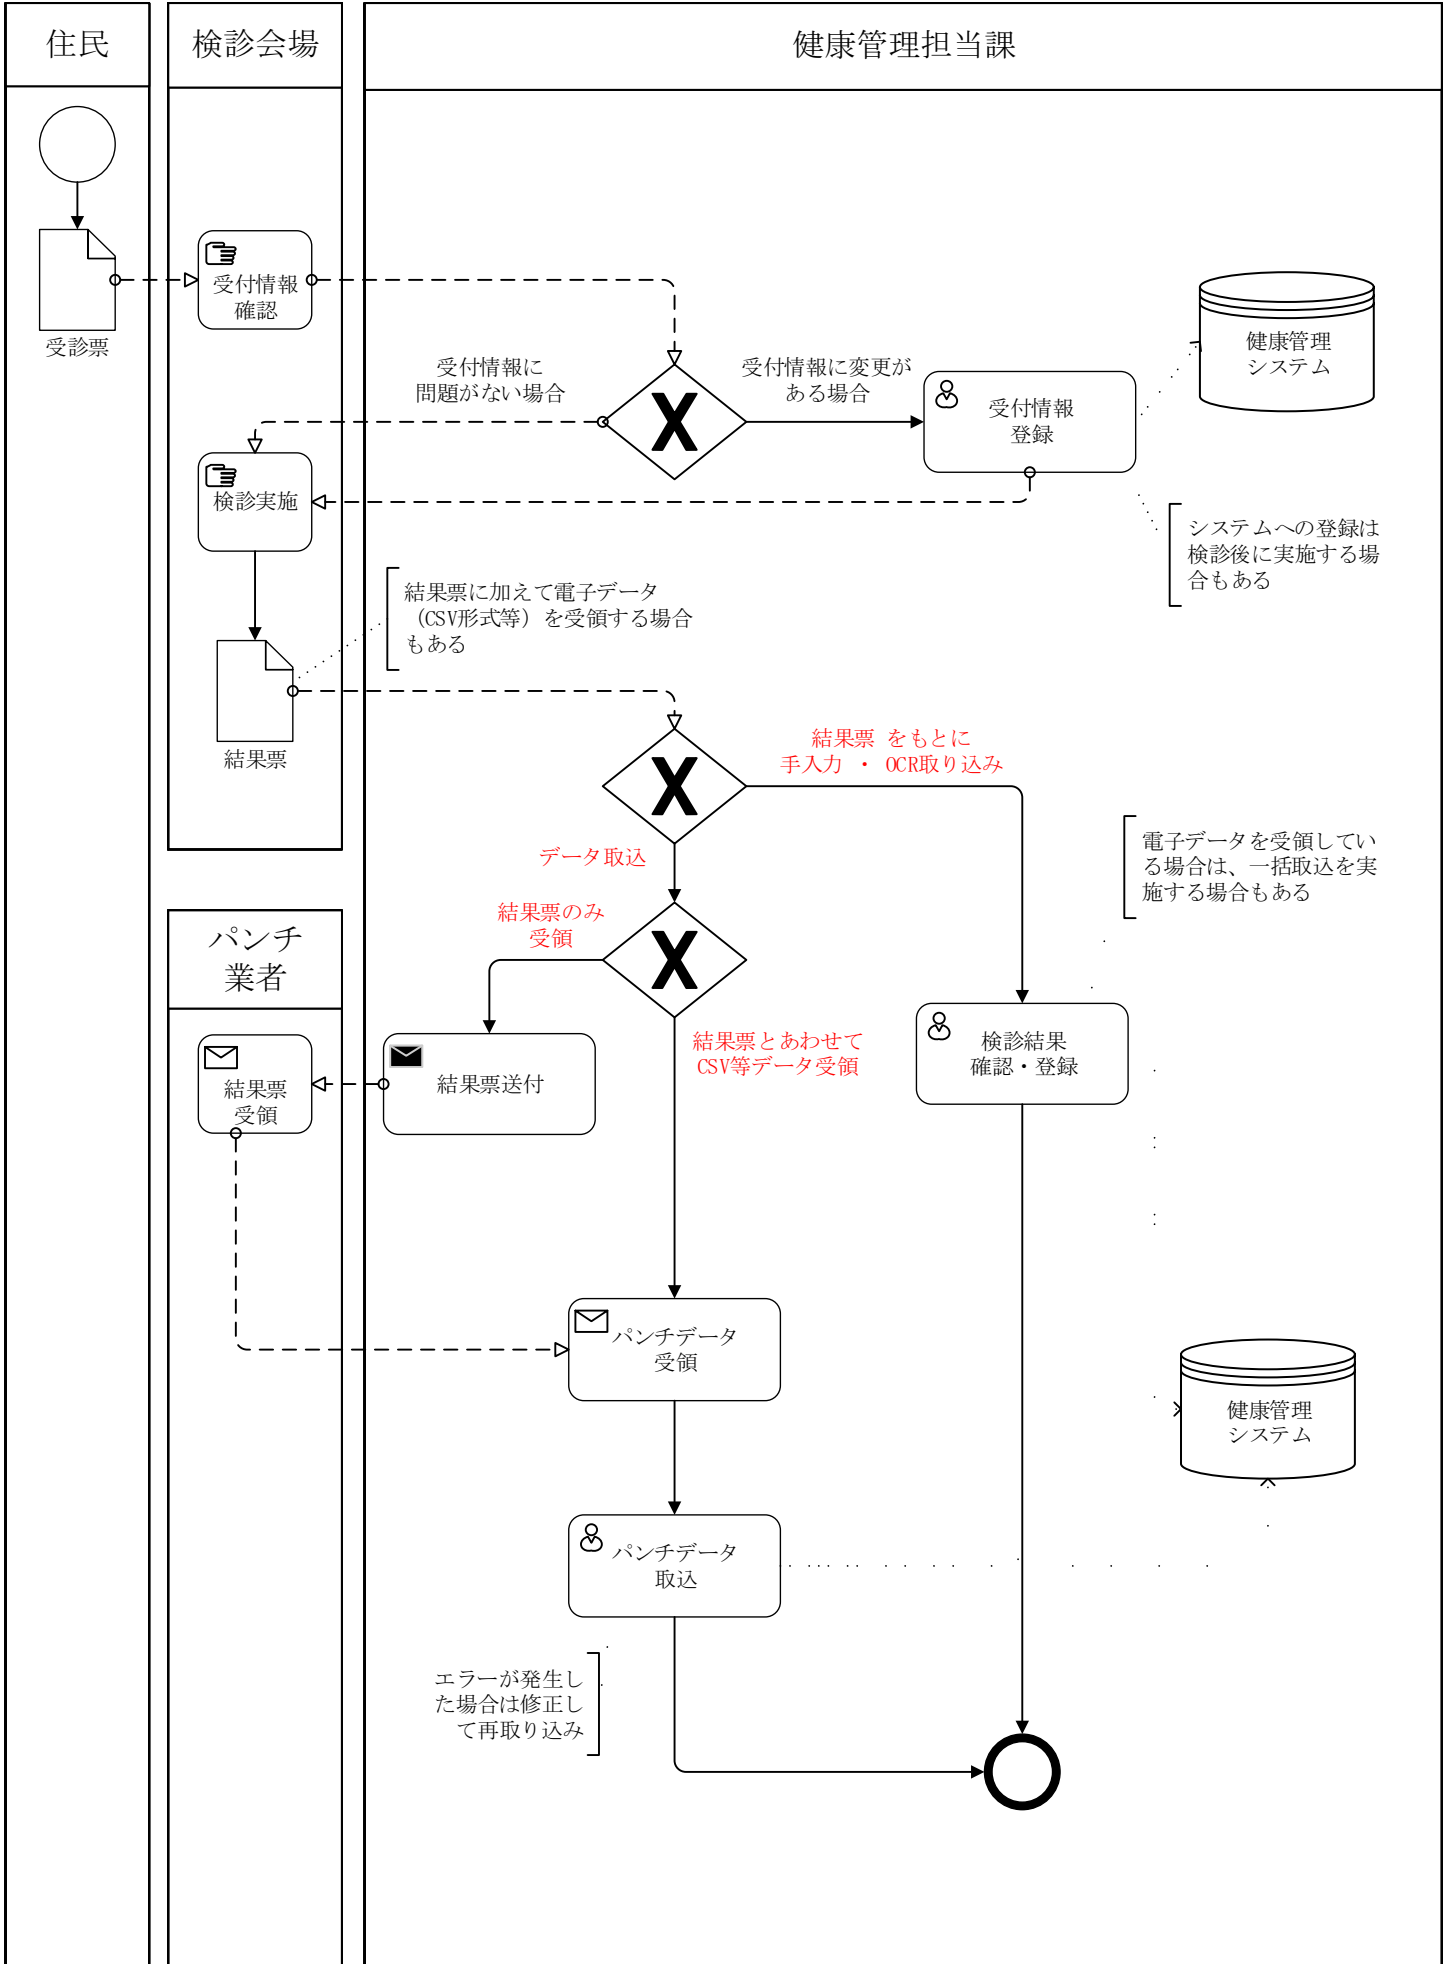 住民
検診会場
健康管理担当課
受診票
受付情報
確認
受付情報に
問題がない場合
X
受付情報に変更が
ある場合
受付情報
登録
健康管理
システム
検診実施
システムへの登録は
検診後に実施する場
合もある
結果票に加えて電子データ
（CSV形式等）を受領する場合
もある
結果票
X
結果票 をもとに
手入力 ・ OCR取り込み
データ取込
電子データを受領してい
る場合は、一括取込を実
施する場合もある
パンチ
業者
結果票のみ
受領
X
結果票とあわせて
CSV等データ受領
検診結果
確認・登録
結果票
受領
結果票送付
パンチデータ
受領
健康管理
システム
パンチデータ
取込
エラーが発生し
た場合は修正し
て再取り込み